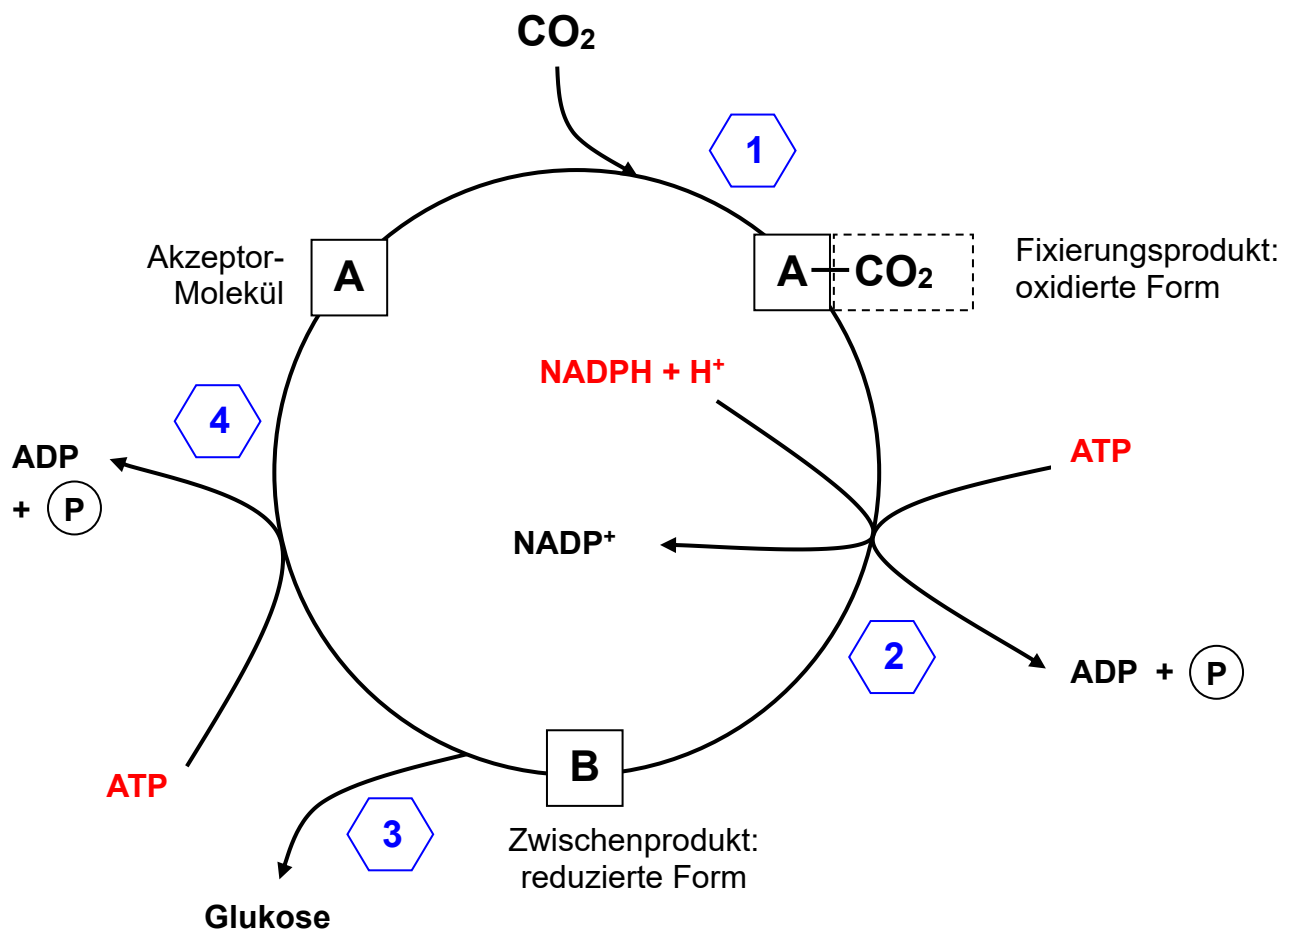 CO₂
1
Akzeptor-
Molekül
A
A – CO₂
Fixierungsprodukt:
oxidierte Form
NADPH + H⁺
4
ATP
ADP
+ P
NADP⁺
2
ADP + P
B
ATP
3
Zwischenprodukt:
reduzierte Form
Glukose